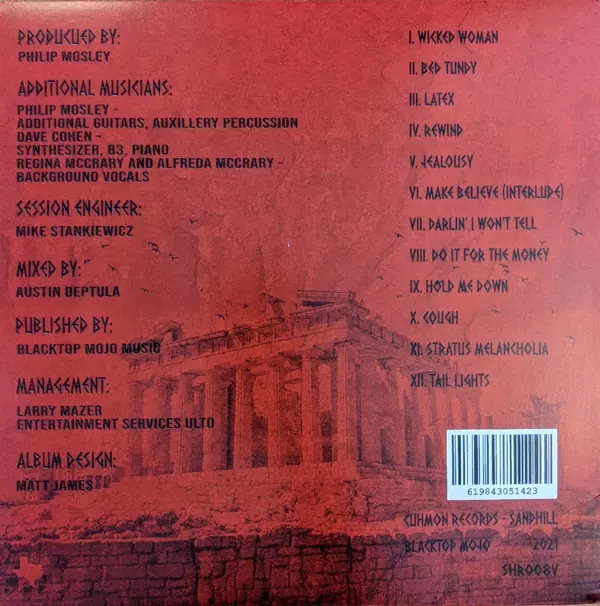 PRODUCUED BY:
PHILIP MOSLEY
ADDITIONAL MUSICIANS:
PHILIP MOSLEY -
ADDITIONAL GUITARS, AUXILLERY PERCUSSION
DAVE COHEN -
SYNTHESIZER, B3, PIANO
REGINA MCCRARY AND ALFREDA MCCRARY -
BACKGROUND VOCALS
SESSION ENGINEER:
MIKE STANKIEWICZ
MIXED BY:
AUSTIN DEPTULA
PUBLISHED BY:
BLACKTOP MOJO MUSIC
MANAGEMENT:
LARRY MAZER
ENTERTAINMENT SERVICES ULTD
ALBUM DESIGN:
MATT JAMES
I. WICKED WOMAN
II. BED TUNDY
III. LATEX
IV. REWIND
V. JEALOUSY
VI. MAKE BELIEVE (INTERLUDE)
VII. DARLIN' I WON'T TELL
VIII. DO IT FOR THE MONEY
IX. HOLD ME DOWN
X. COUGH
XI. STRATUS MELANCHOLIA
XII. TAIL LIGHTS
619843051423
CUHMON RECORDS - SANDHILL
BLACKTOP MOJO 2021
SHR008V